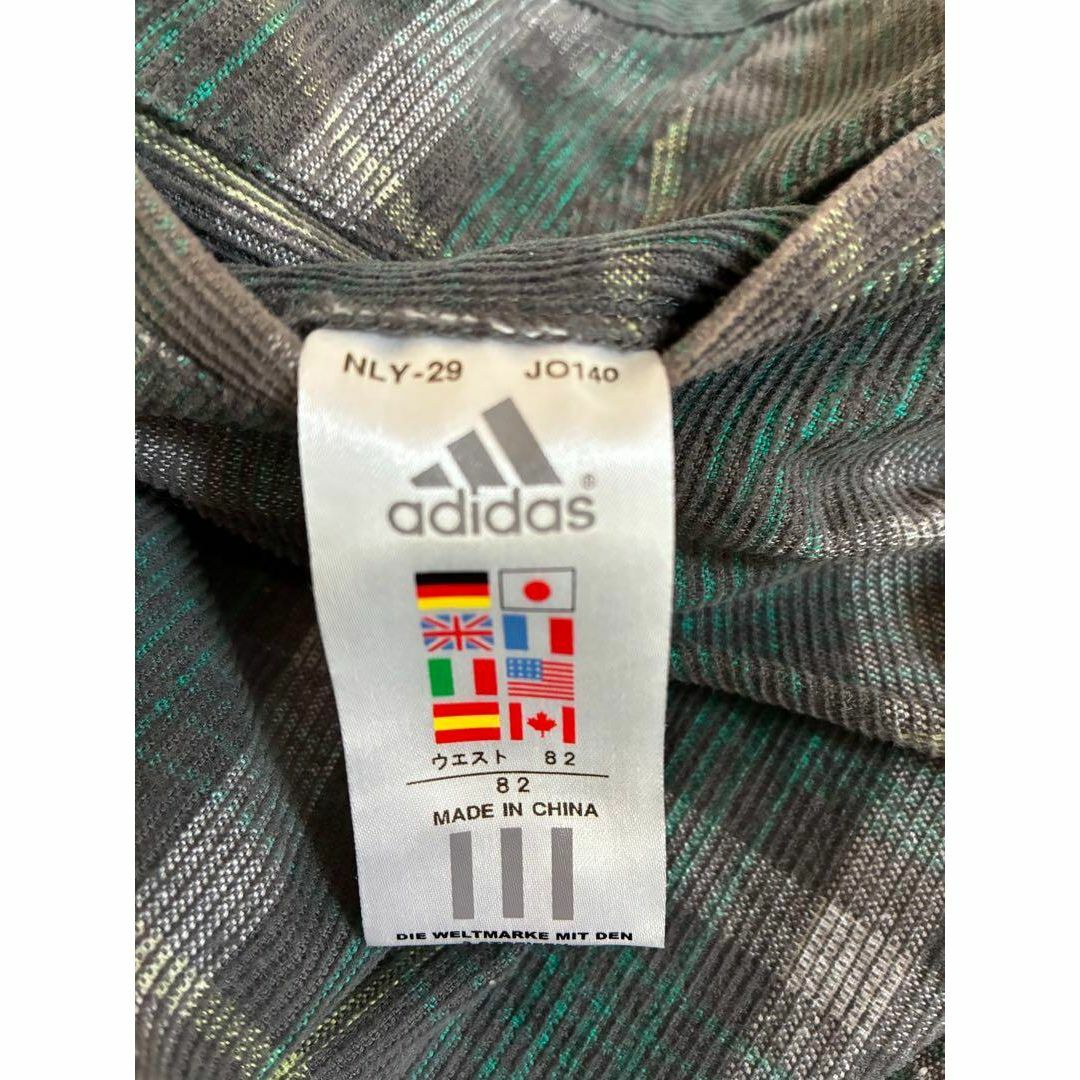 NLY-29 JO140
adidas®
ウエスト 82
82
MADE IN CHINA
DIE WELTMARKE MIT DEN